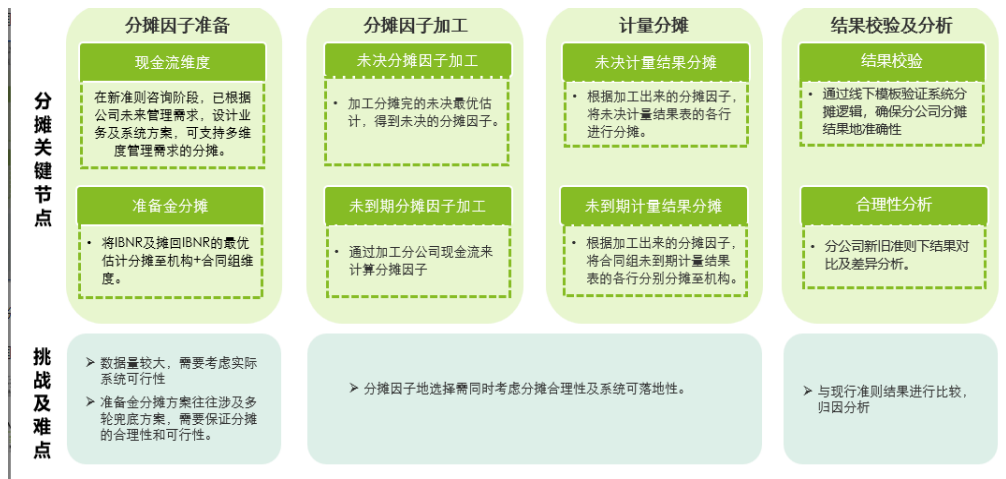 分摊因子准备
分摊因子加工
计量分摊
结果校验及分析
分摊关键节点
现金流维度
在新准则咨询阶段，已根据
公司未来管理需求，设计业
务及系统方案，可支持多维
度管理需求的分摊。
未决分摊因子加工
• 加工分摊完的未决最优估
计，得到未决的分摊因子。
未决计量结果分摊
• 根据加工出来的分摊因子，
将未决计量结果表的各行
进行分摊。
结果校验
• 通过线下模板验证系统分
摊逻辑，确保分公司分摊
结果地准确性
准备金分摊
• 将IBNR及摊回IBNR的最优
估计分摊至机构+合同组维
度。
未到期分摊因子加工
• 通过加工分公司现金流来
计算分摊因子
未到期计量结果分摊
• 根据加工出来的分摊因子，
将合同组未到期计量结果
表的各行分别分摊至机构。
合理性分析
• 分公司新旧准则下结果对
比及差异分析。
挑战及难点
➢ 数据量较大，需要考虑实际
系统可行性
➢ 准备金分摊方案往往涉及多
轮兜底方案，需要保证分摊
的合理性和可行性。
➢ 分摊因子地选择需同时考虑分摊合理性及系统可落地性。
➢ 与现行准则结果进行比较，
归因分析